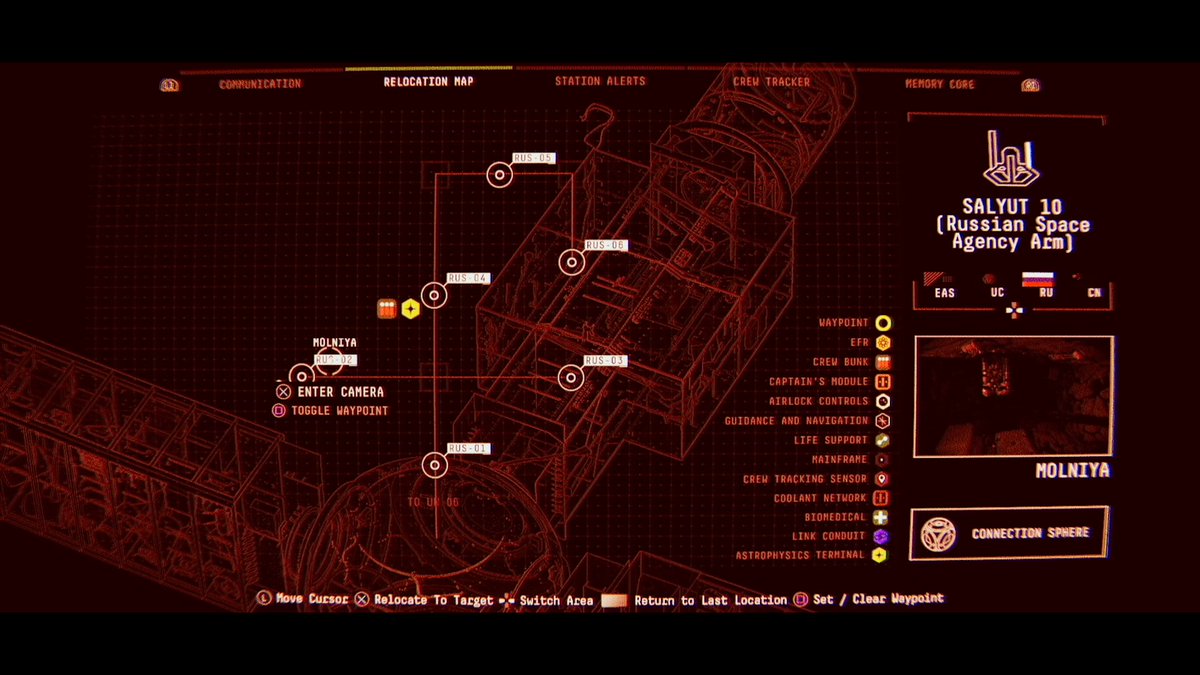 L1
COMMUNICATION
RELOCATION MAP
STATION ALERTS
CREW TRACKER
MEMORY CORE
R1
RUS-05
RUS-06
RUS-04
MOLNIYA
RUS-02
RUS-03
ENTER CAMERA
TOGGLE WAYPOINT
RUS-01
SALYUT 10
(Russian Space
Agency Arm)
EAS
UC
RU
CN
WAYPOINT
EFR
CREW BUNK
CAPTAIN'S MODULE
AIRLOCK CONTROLS
GUIDANCE AND NAVIGATION
LIFE SUPPORT
MAINFRAME
CREW TRACKING SENSOR
COOLANT NETWORK
BIOMEDICAL
LINK CONDUIT
ASTROPHYSICS TERMINAL
MOLNIYA
CONNECTION SPHERE
L Move Cursor
Relocate To Target
Switch Area
Return to Last Location
Set / Clear Waypoint